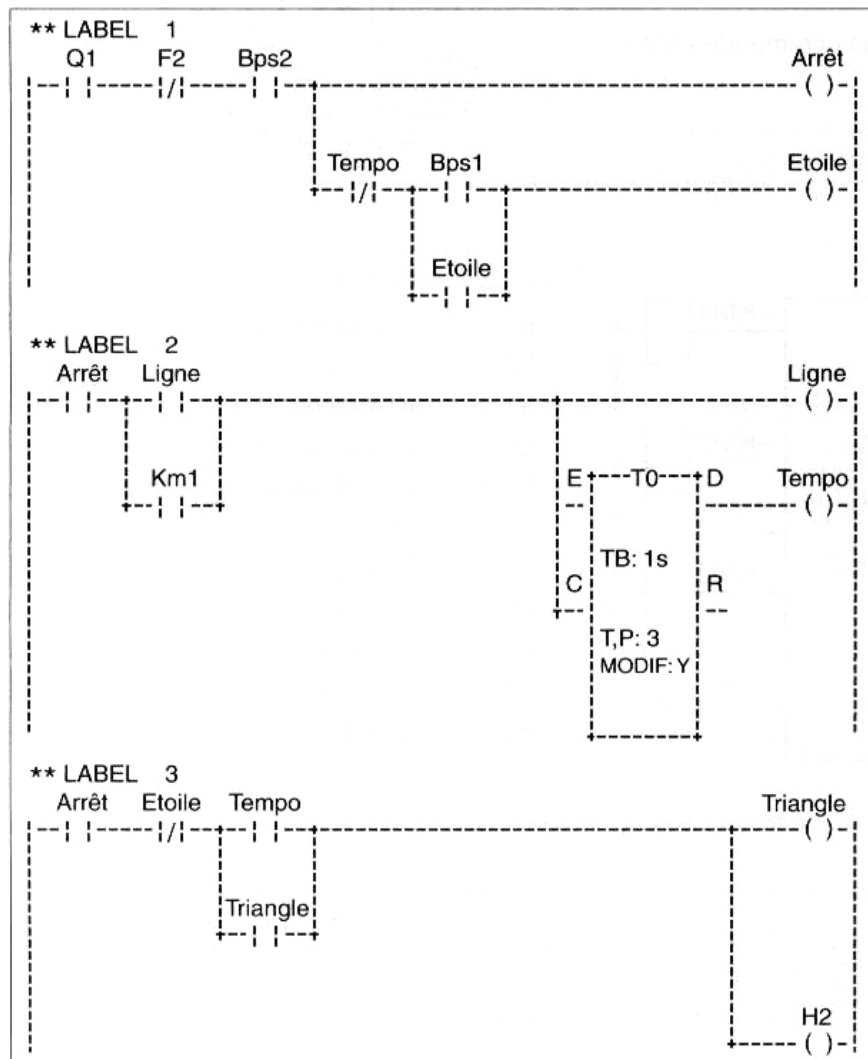 ** LABEL 1
Q1 F2 Bps2 Arrêt
Tempo Bps1 Etoile
Etoile
** LABEL 2
Arrêt Ligne Ligne
Km1 E T0 D Tempo
TB: 1s
C R
T,P: 3
MODIF: Y
** LABEL 3
Arrêt Etoile Tempo Triangle
Triangle
H2